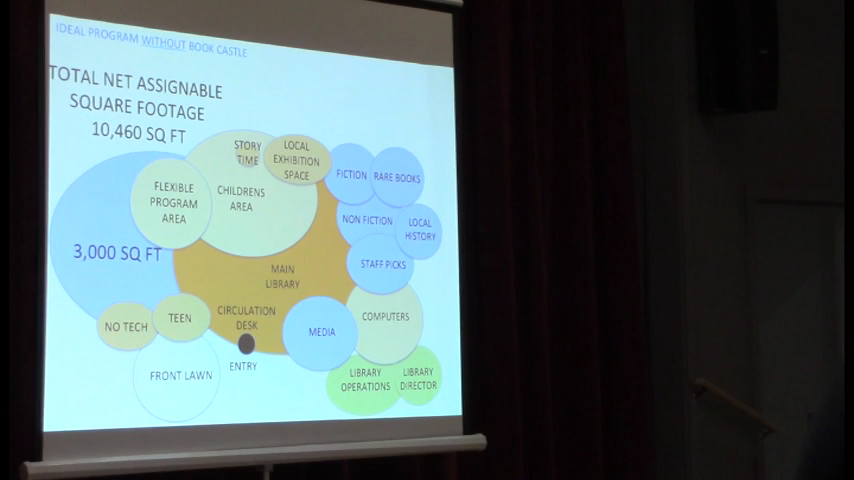 IDEAL PROGRAM WITHOUT BOOK CASTLE
TOTAL NET ASSIGNABLE
SQUARE FOOTAGE
10,460 SQ FT
STORY
TIME
LOCAL
EXHIBITION
SPACE
FICTION
RARE BOOKS
FLEXIBLE
PROGRAM
AREA
CHILDRENS
AREA
NON FICTION
LOCAL
HISTORY
3,000 SQ FT
STAFF PICKS
MAIN
LIBRARY
NO TECH
TEEN
CIRCULATION
DESK
MEDIA
COMPUTERS
ENTRY
FRONT LAWN
LIBRARY
OPERATIONS
LIBRARY
DIRECTOR